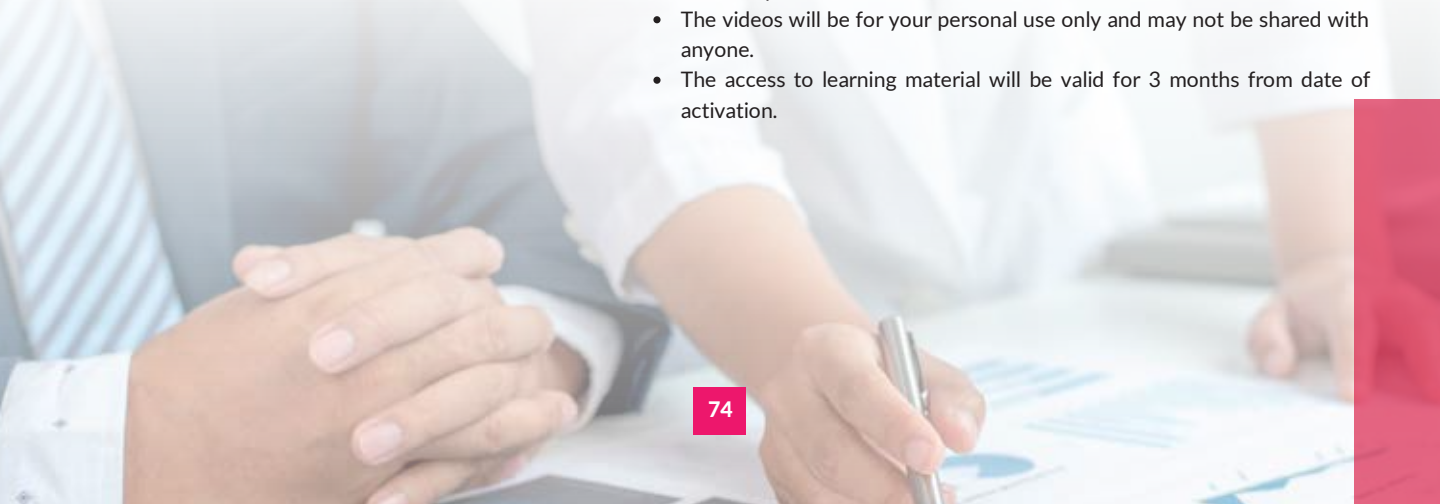 • The videos will be for your personal use only and may not be shared with
anyone.
• The access to learning material will be valid for 3 months from date of
activation.
74